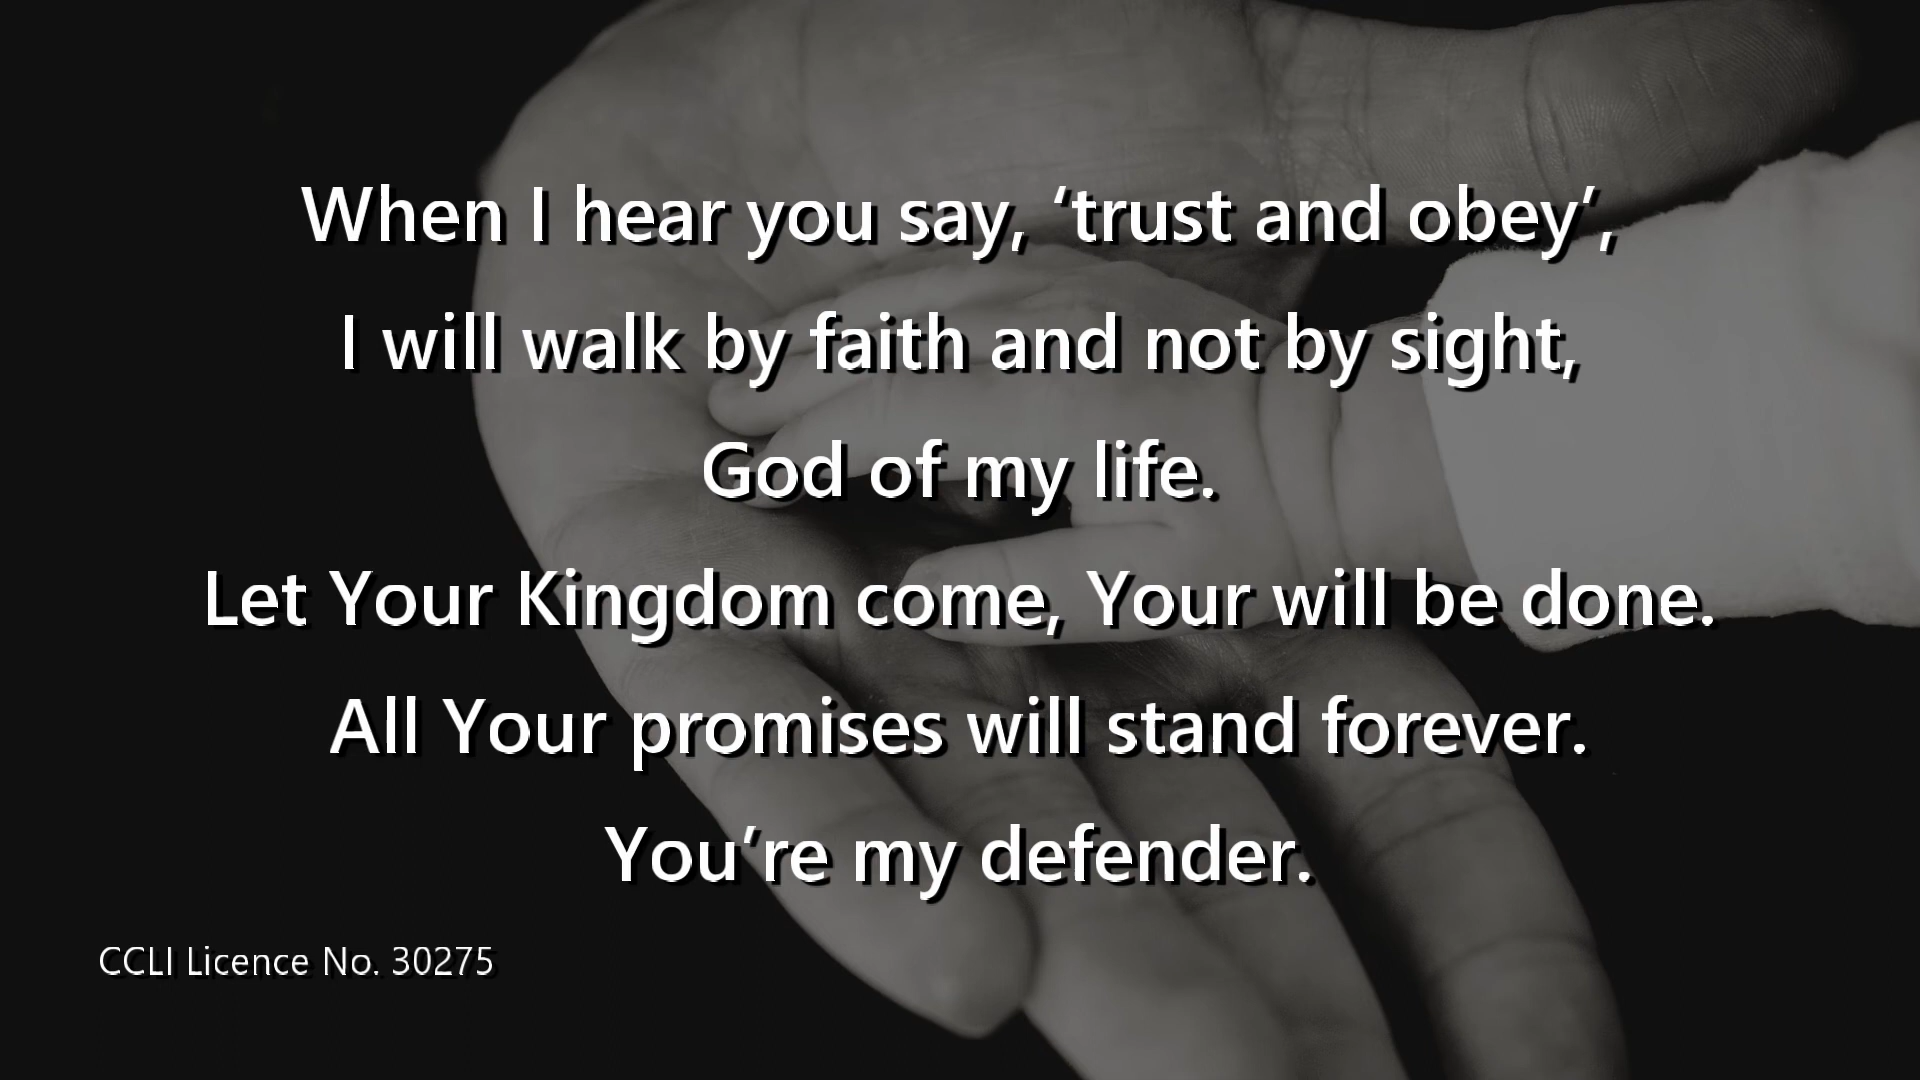 When I hear you say, ‘trust and obey’,
I will walk by faith and not by sight,
God of my life.
Let Your Kingdom come, Your will be done.
All Your promises will stand forever.
You’re my defender.
CCLI Licence No. 30275